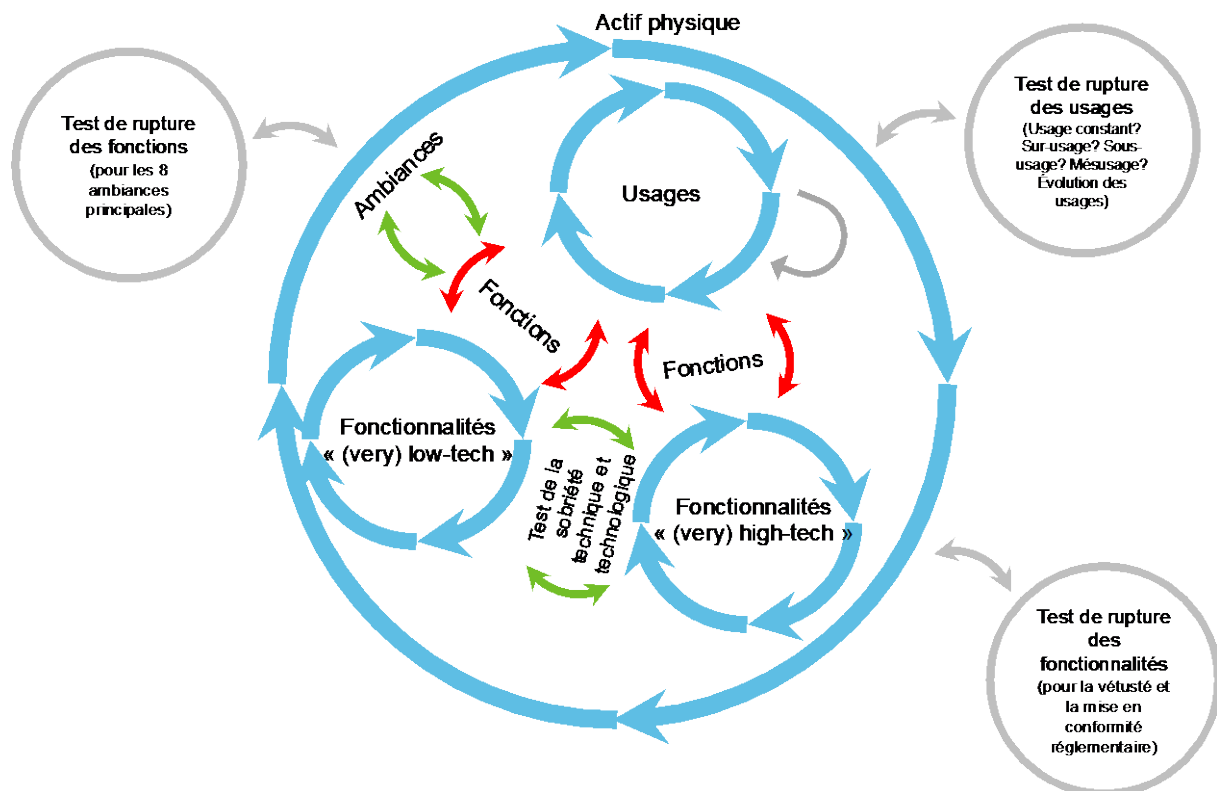 Actif physique
Test de rupture
des fonctions
(pour les 8
ambiances
principales)
Test de rupture
des usages
(Usage constant?
Sur-usage? Sous-
usage? Mésusage?
Évolution des
usages)
Ambiances
Usages
Fonctions
Fonctions
Fonctionnalités
« (very) low-tech »
Test de la
sobriété
technique et
technologique
Fonctionnalités
« (very) high-tech »
Test de rupture
des
fonctionnalités
(pour la vétusté et
la mise en
conformité
réglementaire)